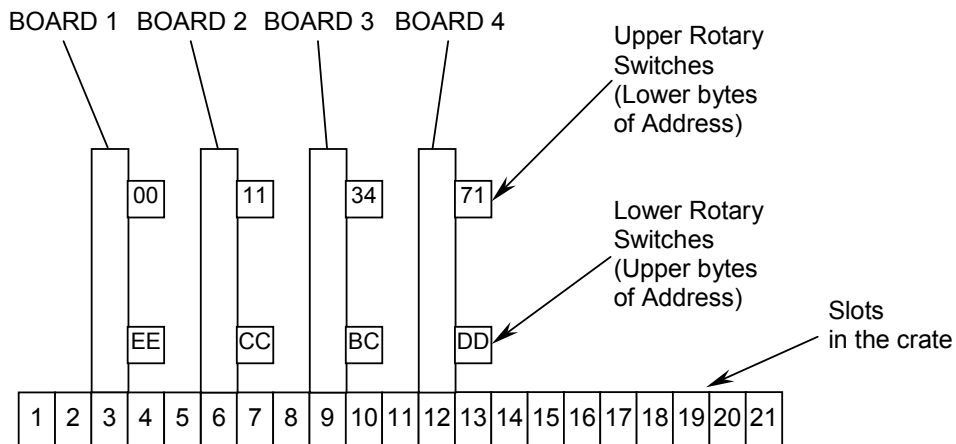 BOARD 1 BOARD 2 BOARD 3 BOARD 4
Upper Rotary
Switches
(Lower bytes
of Address)
00 11 34 71
Lower Rotary
Switches
(Upper bytes
of Address)
EE CC BC DD
Slots
in the crate
1 2 3 4 5 6 7 8 9 10 11 12 13 14 15 16 17 18 19 20 21